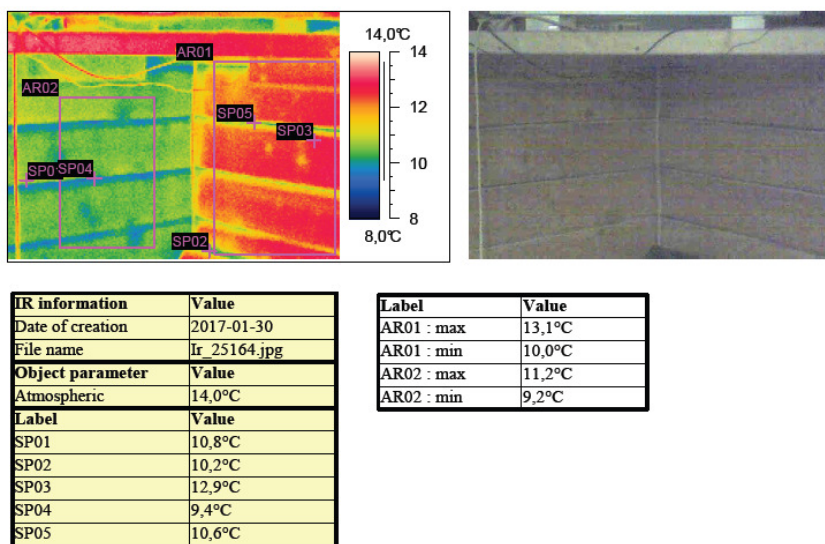 14,0°C
AR01
14
AR02
12
SP05
SP03
10
SP0
SP04
8
SP02
8,0°C
IR information Value
Date of creation 2017-01-30
File name Ir_25164.jpg
Object parameter Value
Atmospheric 14,0°C
Label Value
SP01 10,8°C
SP02 10,2°C
SP03 12,9°C
SP04 9,4°C
SP05 10,6°C
Label Value
AR01 : max 13,1°C
AR01 : min 10,0°C
AR02 : max 11,2°C
AR02 : min 9,2°C